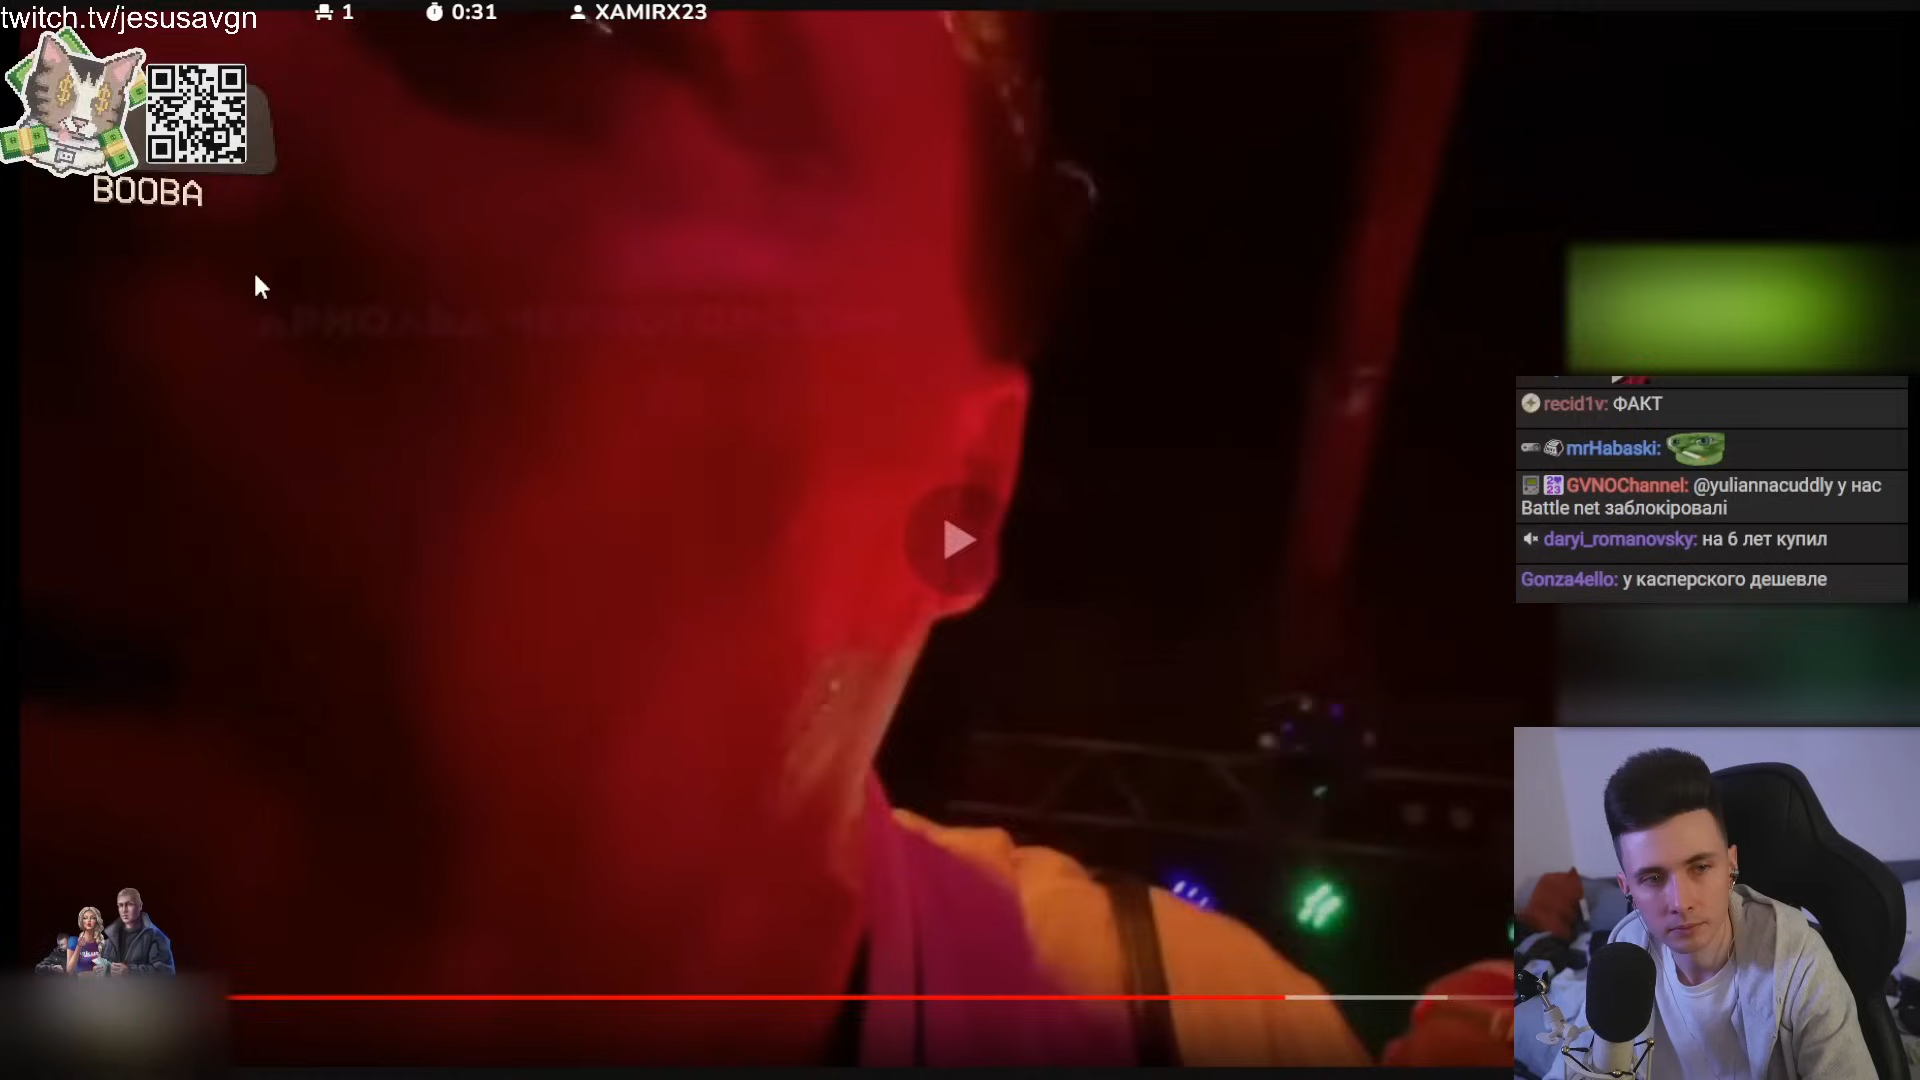 twitch.tv/jesusavgn
1
0:31
XAMIRX23
BOOBA
recid1v: ФАКТ
mrHabaski:
GVNOChannel: @yuliannacuddly у нас
Battle net заблокіровалі
daryi_romanovsky: на 6 лет купил
Gonza4ello: у касперского дешевле